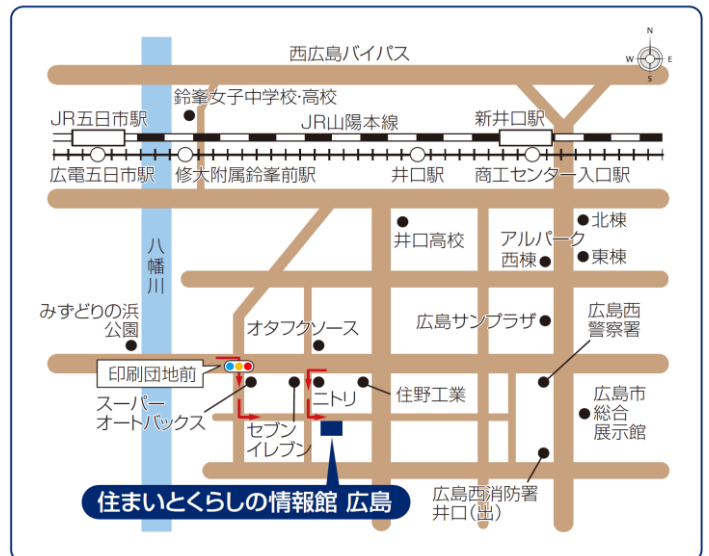 N
W E
S
西広島バイパス
鈴峯女子中学校・高校
JR五日市駅
JR山陽本線
新井口駅
広電五日市駅
修大附属鈴峯前駅
井口駅
商工センター入口駅
八幡川
井口高校
アルパーク
西棟
北棟
東棟
みずどりの浜
公園
オタフクソース
広島サンプラザ
広島西
警察署
印刷団地前
スーパー
オートバックス
セブン
イレブン
ニトリ
住野工業
広島市
総合
展示館
広島西消防署
井口(出)
住まいとくらしの情報館 広島